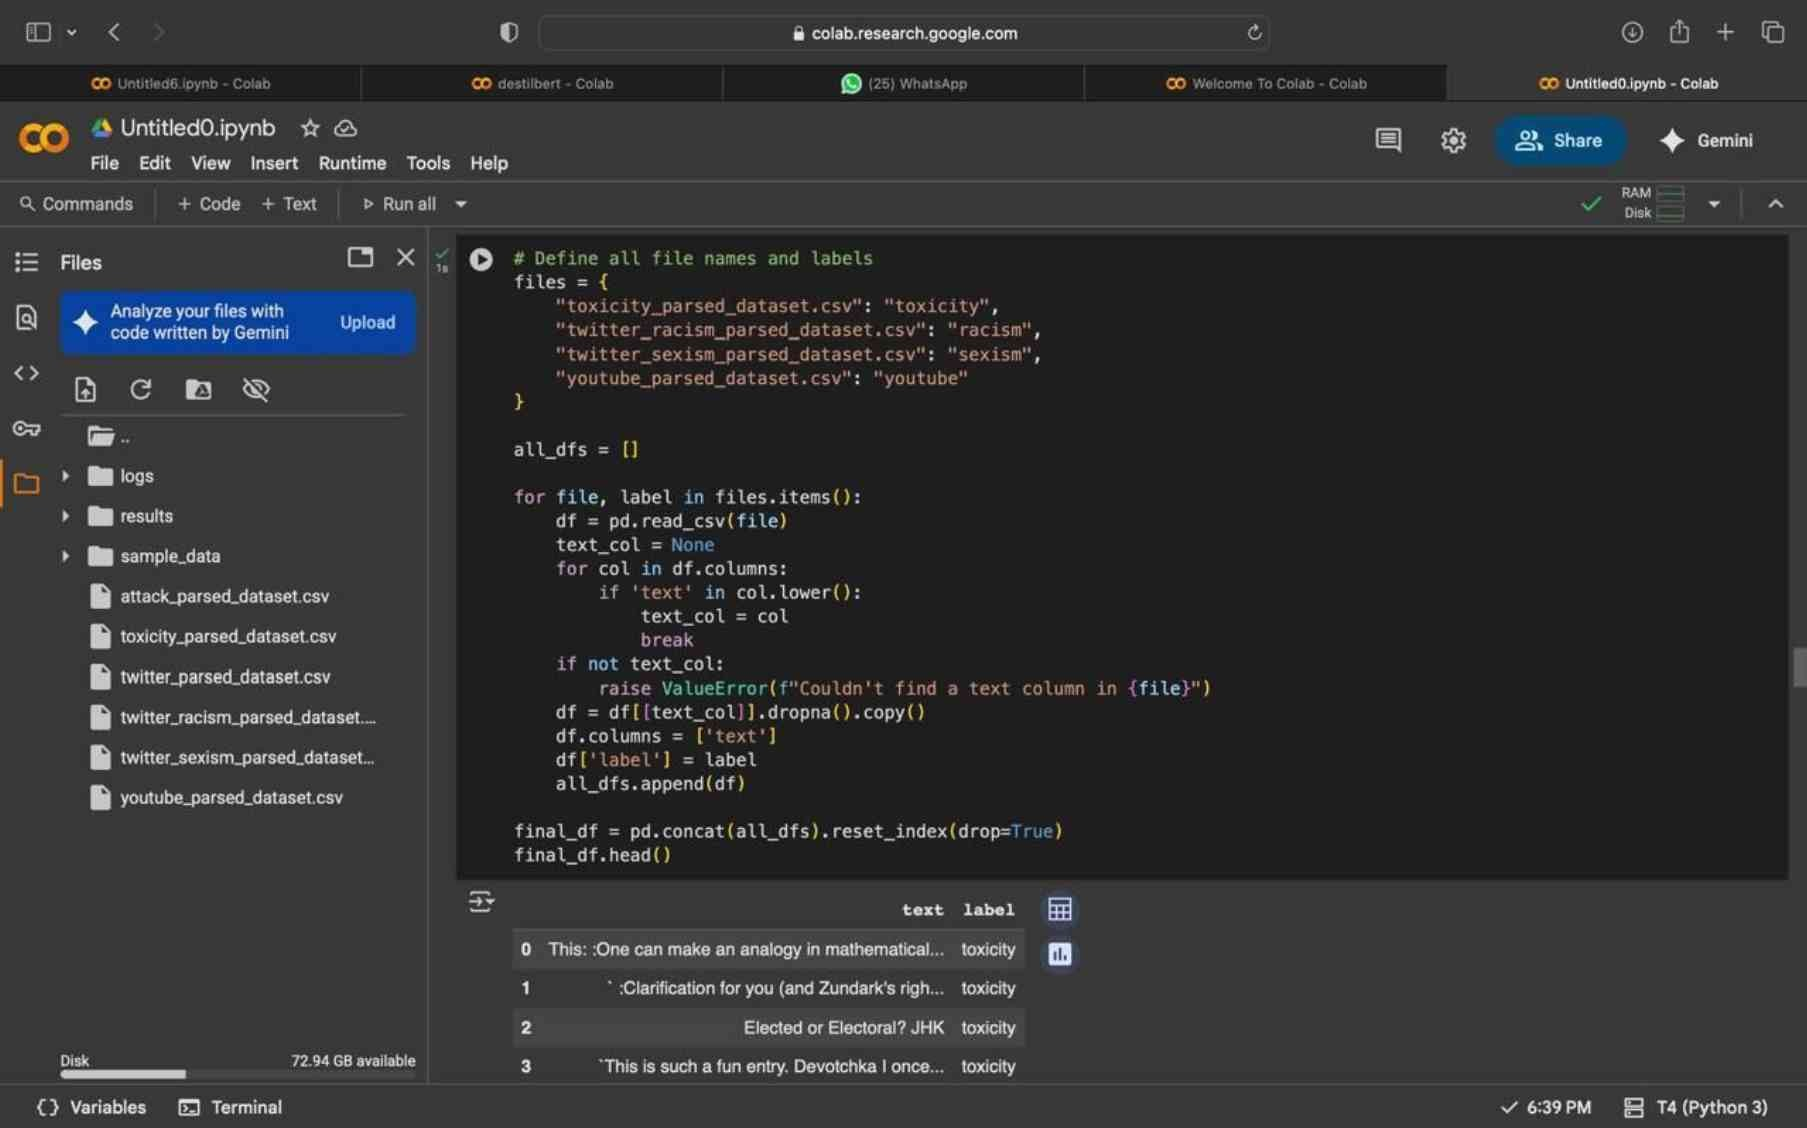 colab.research.google.com
Untitled6.ipynb - Colab
destilbert - Colab
(25) WhatsApp
Welcome To Colab - Colab
Untitled0.ipynb - Colab
Untitled0.ipynb
File Edit View Insert Runtime Tools Help
Share
Gemini
Commands + Code + Text Run all
RAM
Disk
Files
Analyze your files with
code written by Gemini
Upload
..
logs
results
sample_data
attack_parsed_dataset.csv
toxicity_parsed_dataset.csv
twitter_parsed_dataset.csv
twitter_racism_parsed_dataset....
twitter_sexism_parsed_dataset...
youtube_parsed_dataset.csv
Disk 72.94 GB available
1s
# Define all file names and labels
files = {
    "toxicity_parsed_dataset.csv": "toxicity",
    "twitter_racism_parsed_dataset.csv": "racism",
    "twitter_sexism_parsed_dataset.csv": "sexism",
    "youtube_parsed_dataset.csv": "youtube"
}
all_dfs = []
for file, label in files.items():
    df = pd.read_csv(file)
    text_col = None
    for col in df.columns:
        if 'text' in col.lower():
            text_col = col
            break
    if not text_col:
        raise ValueError(f"Couldn't find a text column in {file}")
    df = df[[text_col]].dropna().copy()
    df.columns = ['text']
    df['label'] = label
    all_dfs.append(df)
final_df = pd.concat(all_dfs).reset_index(drop=True)
final_df.head()
text label
0 This: :One can make an analogy in mathematical... toxicity
1 ` :Clarification for you (and Zundark's righ... toxicity
2 Elected or Electoral? JHK toxicity
3 `This is such a fun entry. Devotchka I once... toxicity
Variables Terminal
6:39 PM T4 (Python 3)